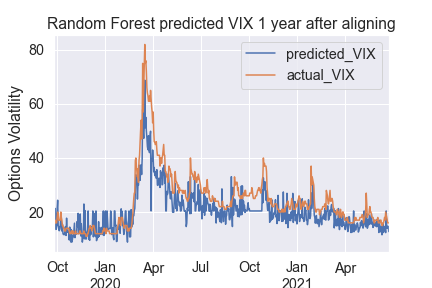 Random Forest predicted VIX 1 year after aligning
predicted_VIX
actual_VIX
Options Volatility
80
60
40
20
Oct Jan Apr Jul Oct Jan Apr
2020 2021